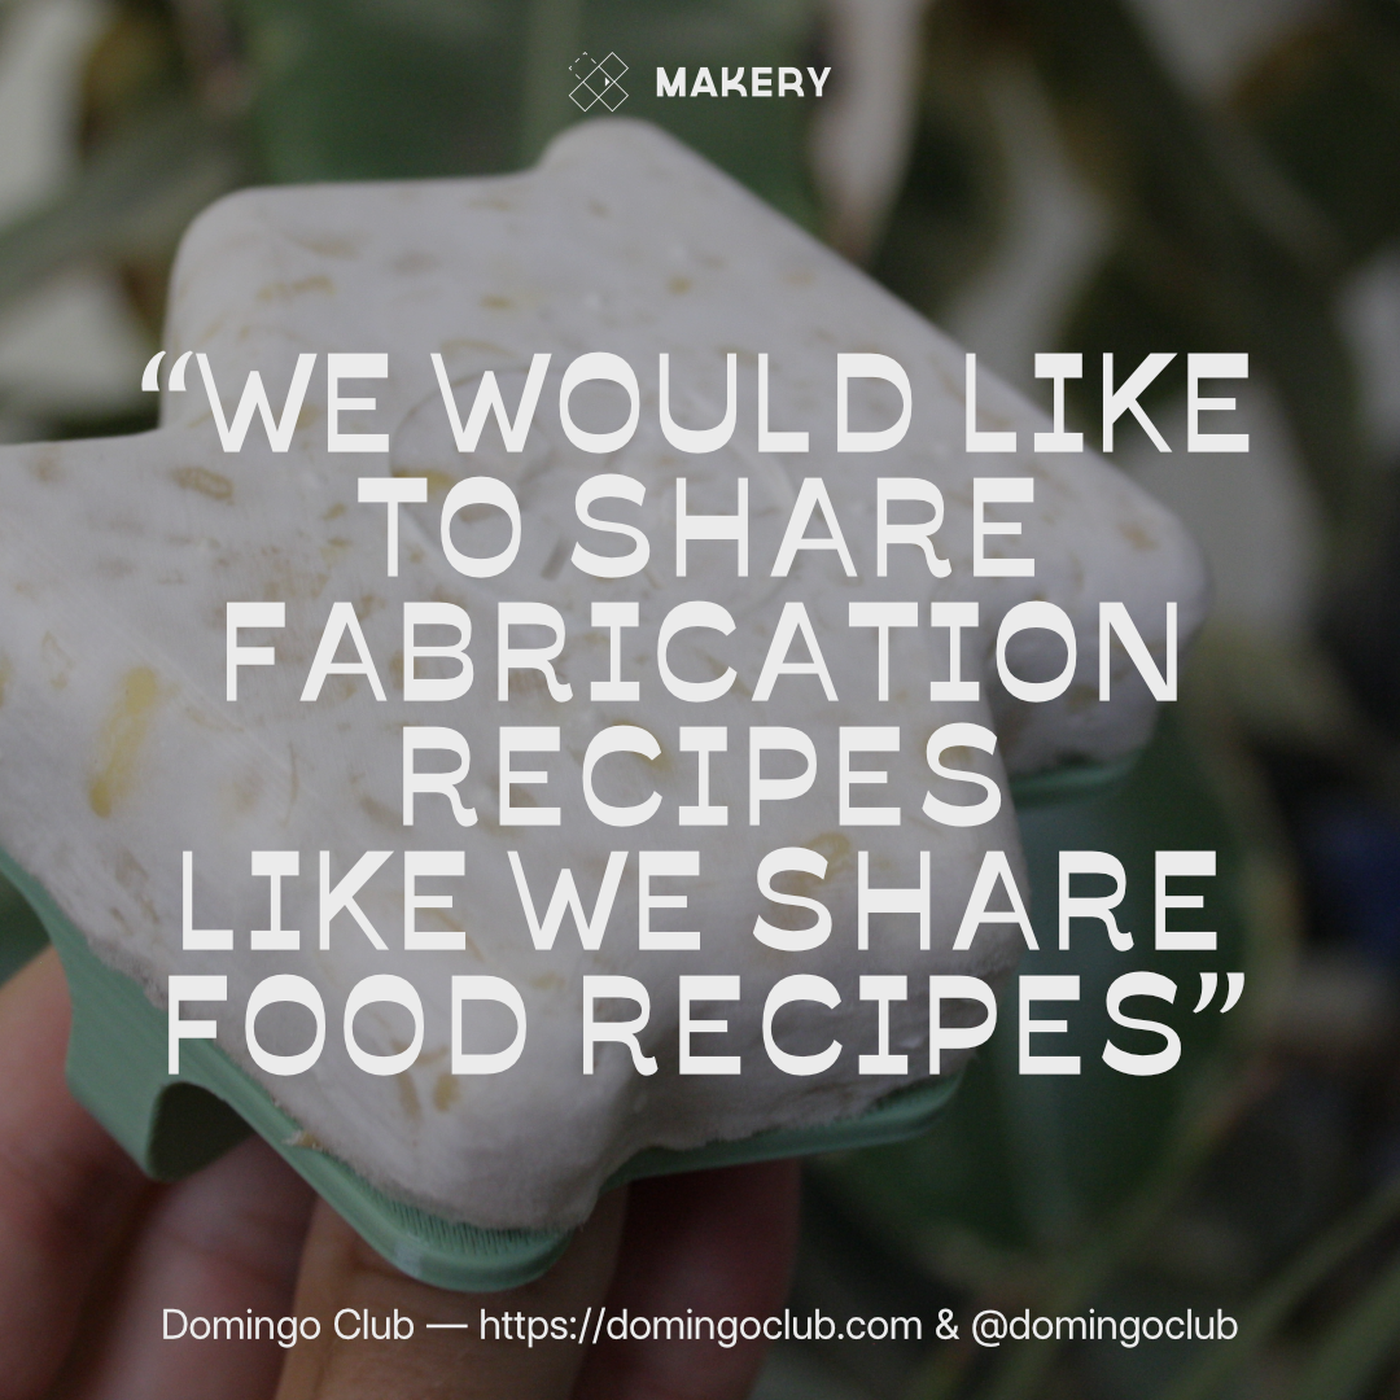 MAKERY
“WE WOULD LIKE
TO SHARE
FABRICATION
RECIPES
LIKE WE SHARE
FOOD RECIPES”
Domingo Club — https://domingoclub.com & @domingoclub